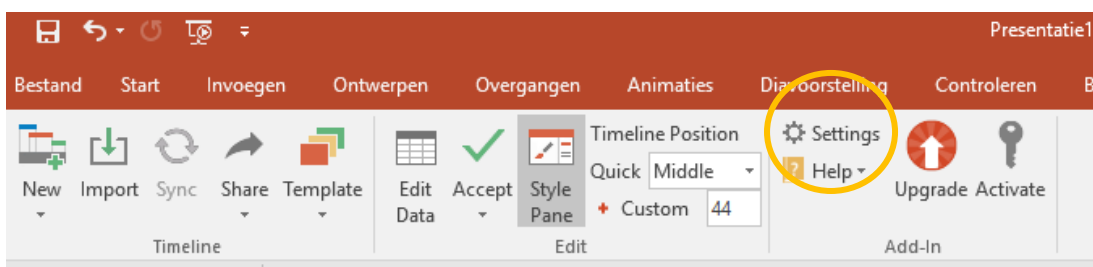 Presentatie1
Bestand Start Invoegen Ontwerpen Overgangen Animaties Diavoorstelling Controleren B
New Import Sync Share Template
Timeline
Edit Data Accept Style Pane
Timeline Position
Quick Middle
Custom 44
Edit
Settings
? Help
Upgrade Activate
Add-In